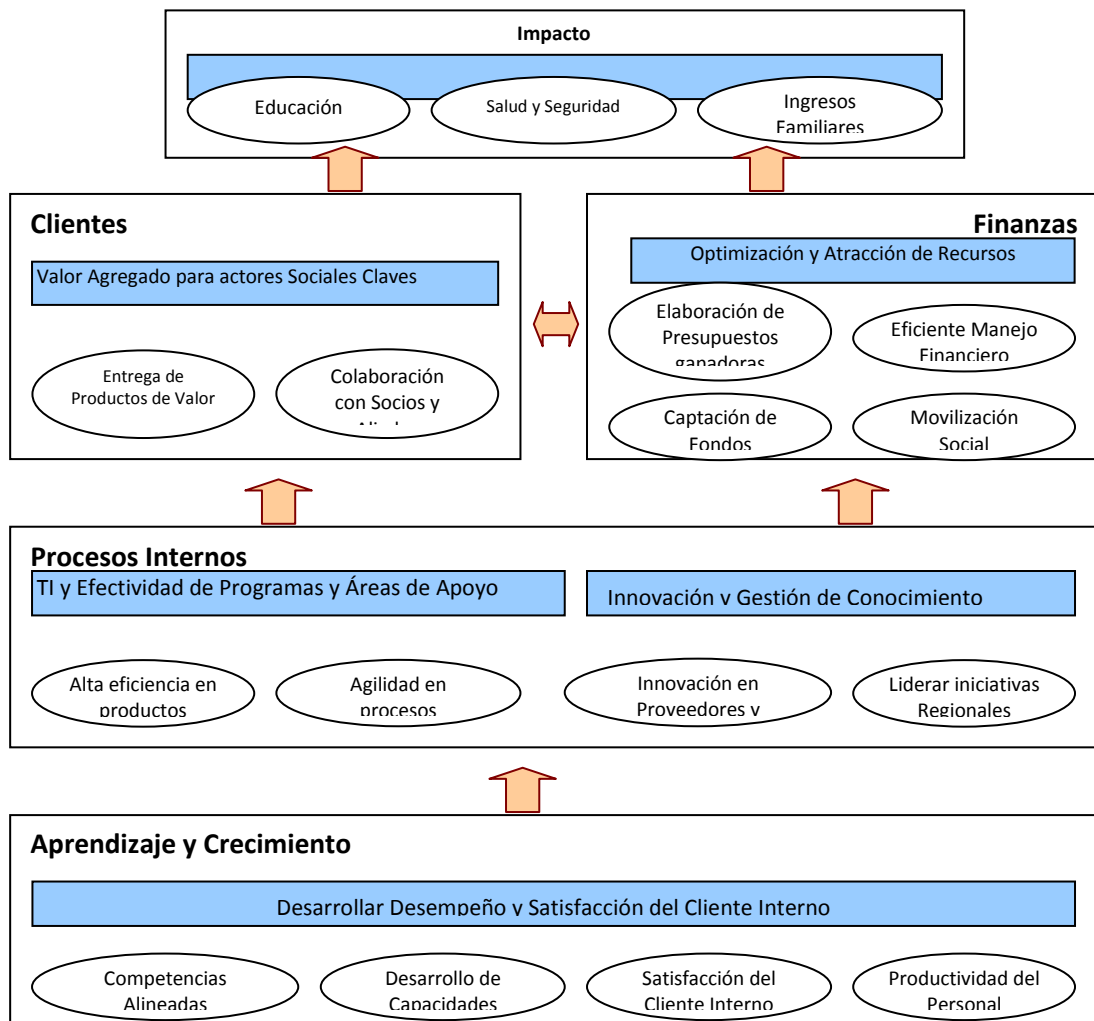 Impacto
Educación
Salud y Seguridad
Ingresos
Familiares
Clientes
Valor Agregado para actores Sociales Claves
Entrega de
Productos de Valor
Colaboración
con Socios y
Finanzas
Optimización y Atracción de Recursos
Elaboración de
Presupuestos
ganadoras
Eficiente Manejo
Financiero
Captación de
Fondos
Movilización
Social
Procesos Internos
TI y Efectividad de Programas y Áreas de Apoyo
Innovación y Gestión de Conocimiento
Alta eficiencia en
productos
Agilidad en
procesos
Innovación en
Proveedores y
Liderar iniciativas
Regionales
Aprendizaje y Crecimiento
Desarrollar Desempeño y Satisfacción del Cliente Interno
Competencias
Alineadas
Desarrollo de
Capacidades
Satisfacción del
Cliente Interno
Productividad del
Personal